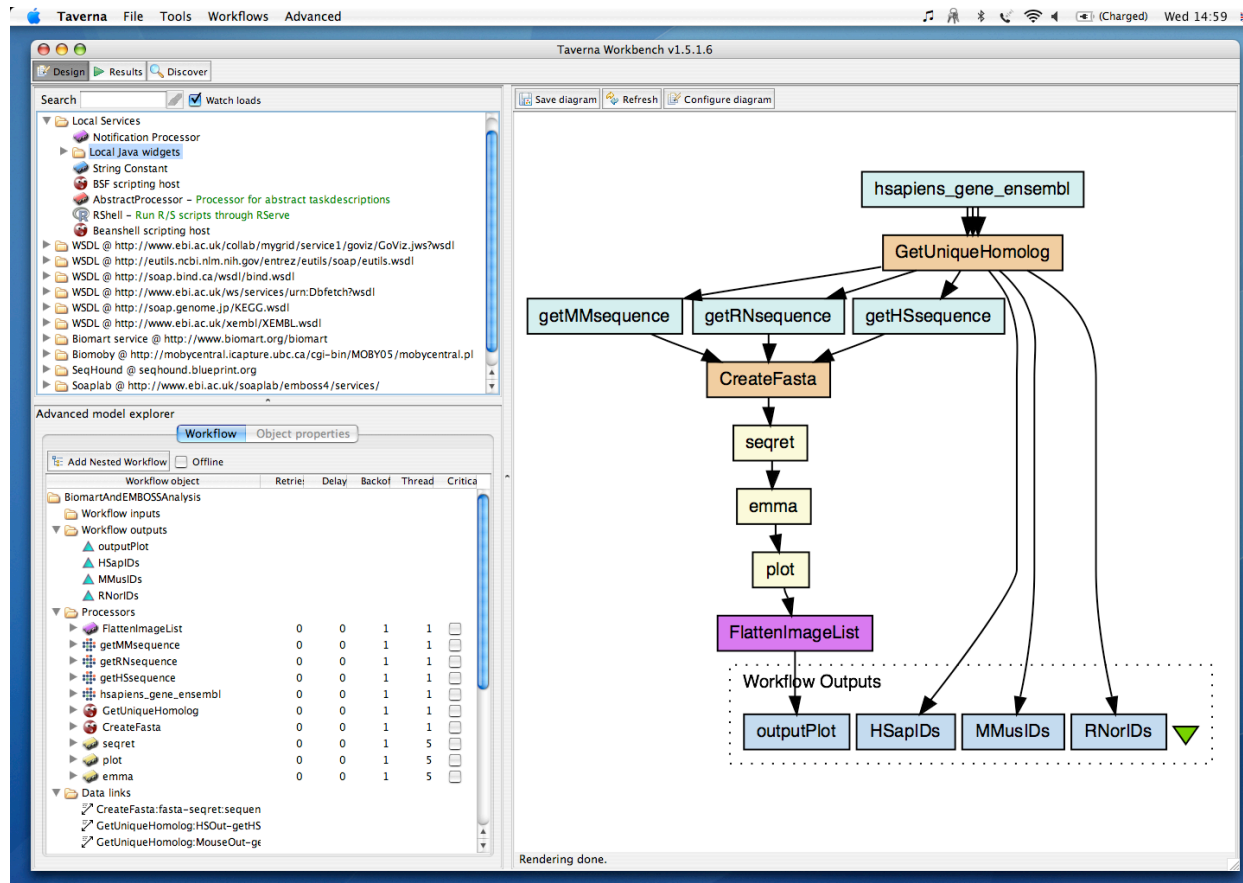 Taverna File Tools Workflows Advanced (Charged) Wed 14:59
Taverna Workbench v1.5.1.6
Design Results Discover
Search Watch loads
Local Services
Notification Processor
Local Java widgets
String Constant
BSF scripting host
AbstractProcessor – Processor for abstract taskdescriptions
RShell – Run R/S scripts through RServe
Beanshell scripting host
WSDL @ http://www.ebi.ac.uk/collab/mygrid/service1/goviz/GoViz.jws?wsdl
WSDL @ http://eutils.ncbi.nlm.nih.gov/entrez/eutils/soap/eutils.wsdl
WSDL @ http://soap.bind.ca/wsdl/bind.wsdl
WSDL @ http://www.ebi.ac.uk/ws/services/urn:Dbfetch?wsdl
WSDL @ http://soap.genome.jp/KEGG.wsdl
WSDL @ http://www.ebi.ac.uk/xembl/XEMBL.wsdl
Biomart service @ http://www.biomart.org/biomart
Biomoby @ http://mobycentral.icapture.ubc.ca/cgi-bin/MOBY05/mobycentral.pl
SeqHound @ seqhound.blueprint.org
Soaplab @ http://www.ebi.ac.uk/soaplab/emboss4/services/
Advanced model explorer
Workflow Object properties
Add Nested Workflow Offline
Workflow object Retrie Delay Backof Thread Critica
BiomartAndEMBOSSAnalysis
Workflow inputs
Workflow outputs
outputPlot
HSapIDs
MMusIDs
RNorIDs
Processors
FlattenImageList 0 0 1 1
getMMsequence 0 0 1 1
getRNsequence 0 0 1 1
getHSsequence 0 0 1 1
hsapiens_gene_ensembl 0 0 1 1
GetUniqueHomolog 0 0 1 1
CreateFasta 0 0 1 1
seqret 0 0 1 5
plot 0 0 1 5
emma 0 0 1 5
Data links
CreateFasta:fasta-seqret:sequen
GetUniqueHomolog:HSOut-getHS
GetUniqueHomolog:MouseOut-ge
Save diagram Refresh Configure diagram
hsapiens_gene_ensembl
GetUniqueHomolog
getMMsequence getRNsequence getHSsequence
CreateFasta
seqret
emma
plot
FlattenImageList
Workflow Outputs
outputPlot HSapIDs MMusIDs RNorIDs
Rendering done.